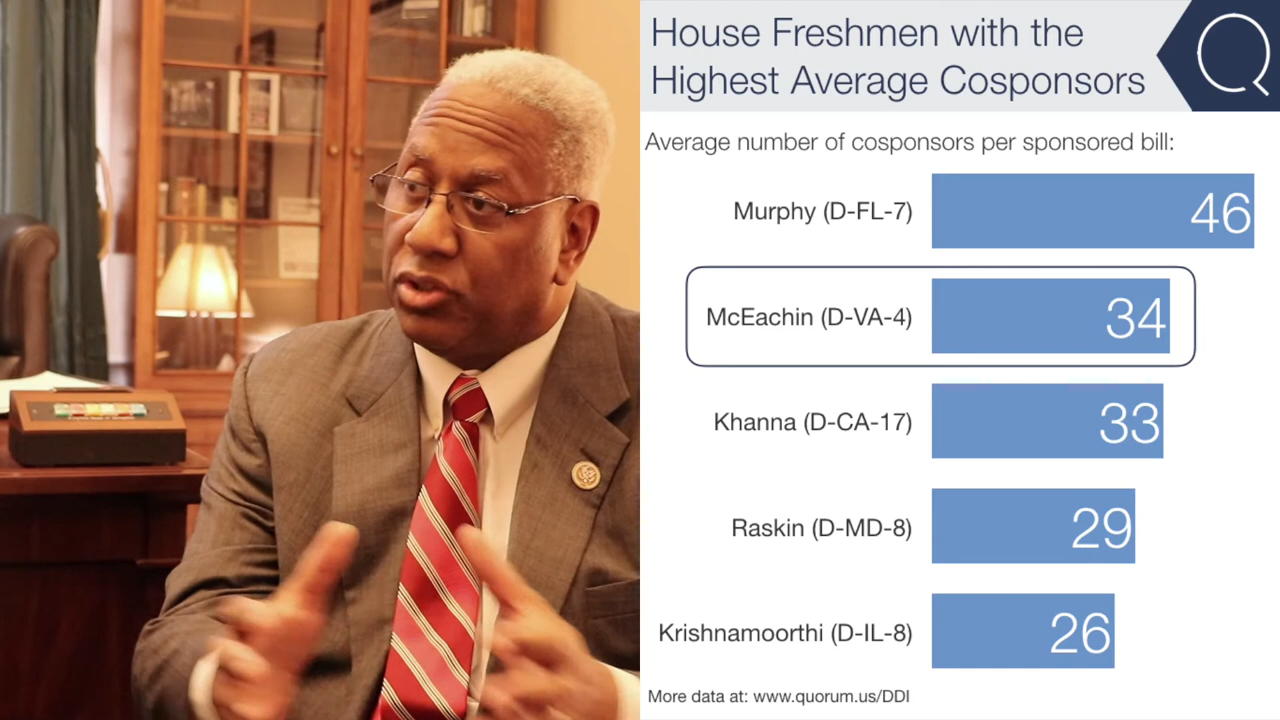 House Freshmen with the
Highest Average Cosponsors
Q
Average number of cosponsors per sponsored bill:
Murphy (D-FL-7)
46
McEachin (D-VA-4)
34
Khanna (D-CA-17)
33
Raskin (D-MD-8)
29
Krishnamoorthi (D-IL-8)
26
More data at: www.quorum.us/DDI